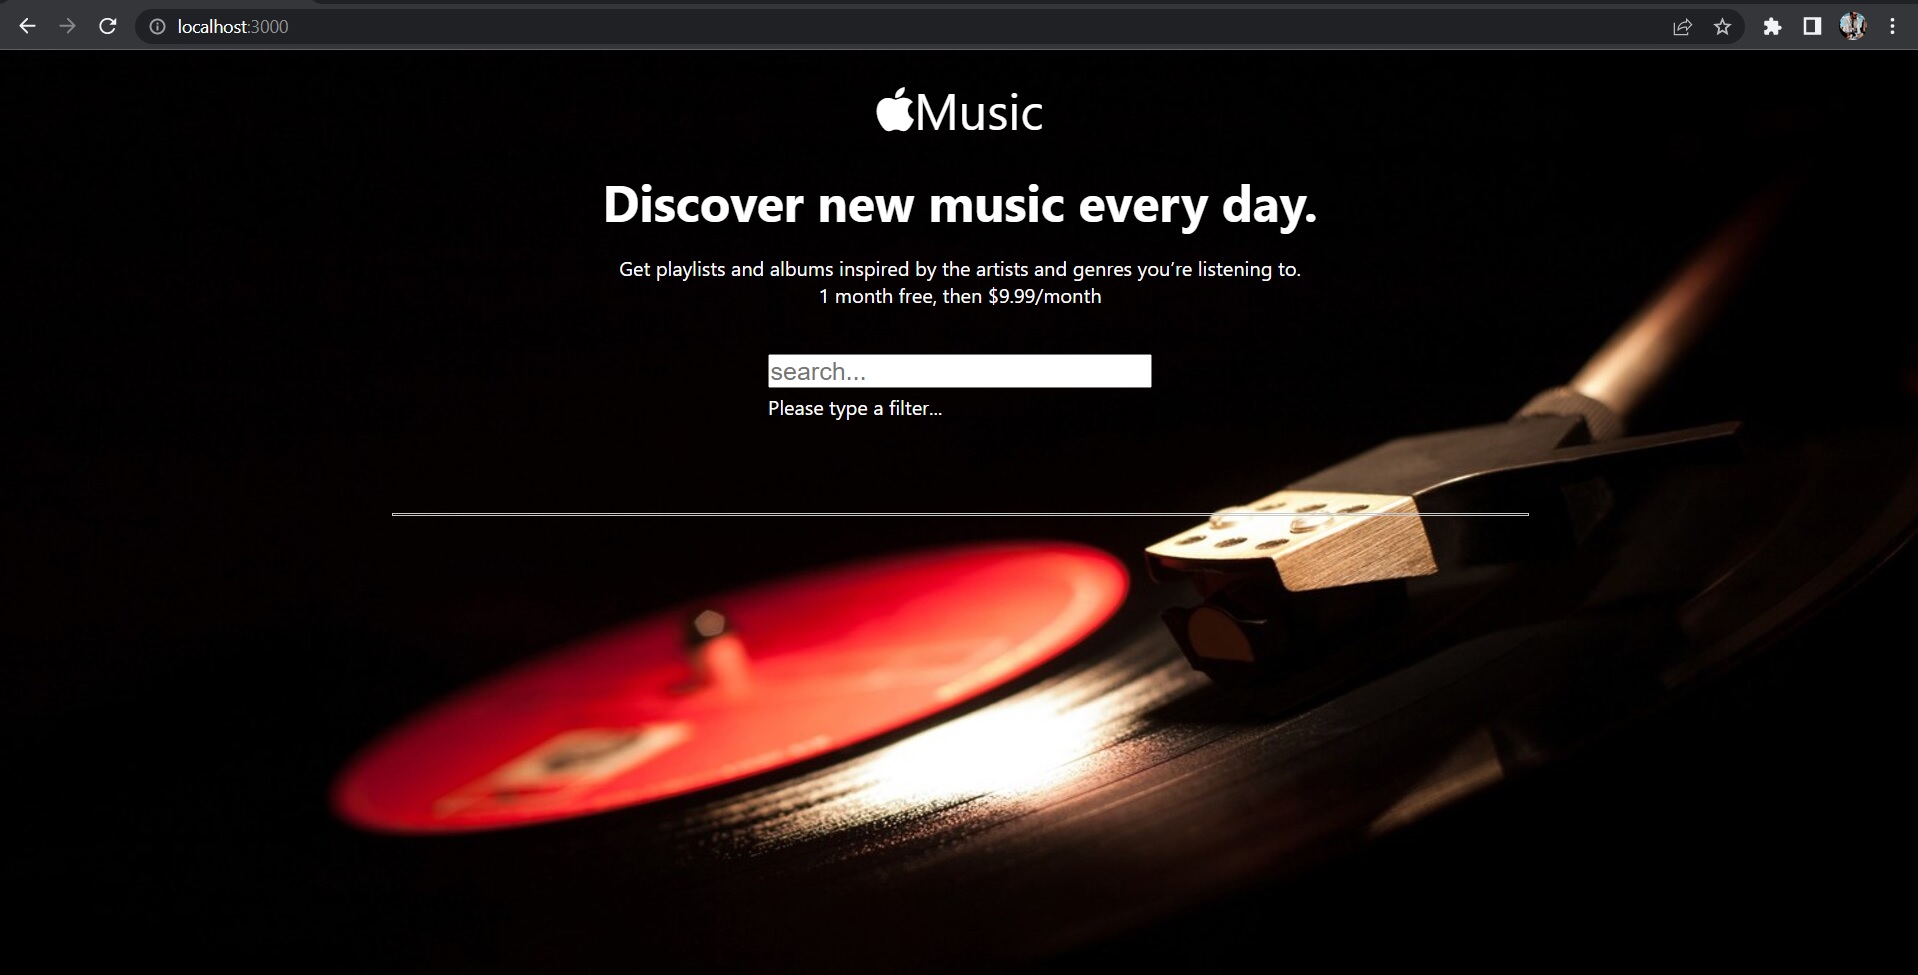 localhost:3000
Music
Discover new music every day.
Get playlists and albums inspired by the artists and genres you’re listening to.
1 month free, then $9.99/month
search...
Please type a filter...